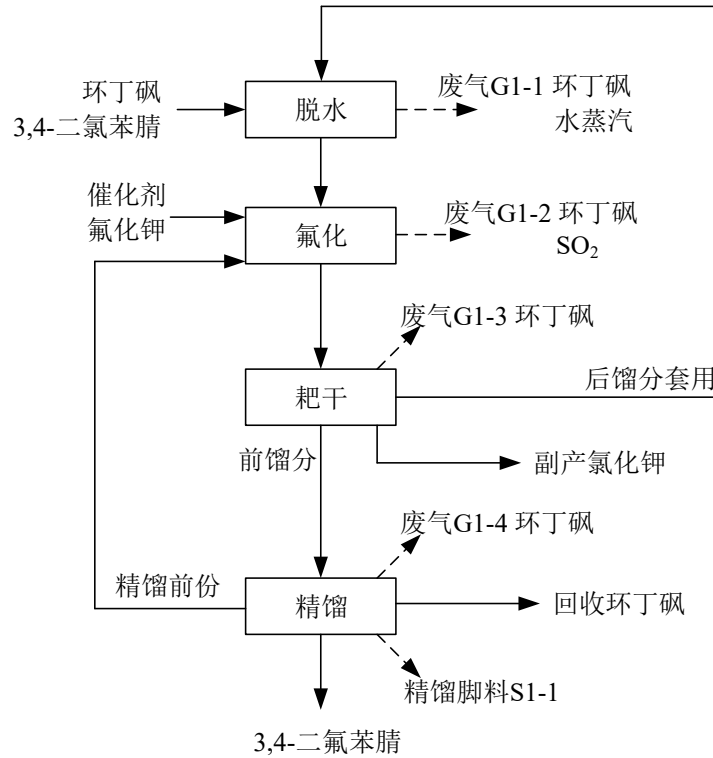 环丁砜
3,4-二氯苯腈
脱水
废气G1-1 环丁砜
水蒸汽
催化剂
氟化钾
氟化
废气G1-2 环丁砜
SO₂
废气G1-3 环丁砜
耙干
后馏分套用
前馏分
副产氯化钾
废气G1-4 环丁砜
精馏前份
精馏
回收环丁砜
精馏脚料S1-1
3,4-二氟苯腈